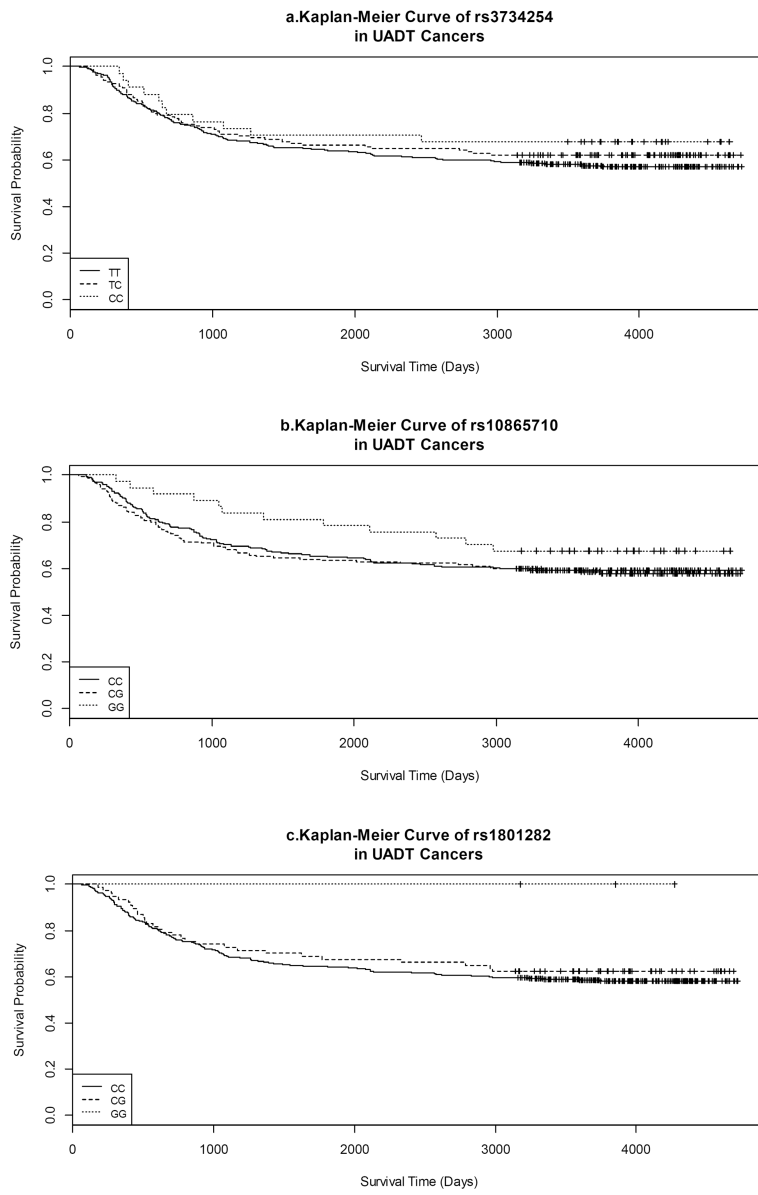 a.Kaplan-Meier Curve of rs3734254
in UADT Cancers
Survival Probability
1.0
0.8
0.6
0.4
0.2
0.0
TT
TC
CC
0 1000 2000 3000 4000
Survival Time (Days)
b.Kaplan-Meier Curve of rs10865710
in UADT Cancers
Survival Probability
1.0
0.8
0.6
0.4
0.2
0.0
CC
CG
GG
0 1000 2000 3000 4000
Survival Time (Days)
c.Kaplan-Meier Curve of rs1801282
in UADT Cancers
Survival Probability
1.0
0.8
0.6
0.4
0.2
0.0
CC
CG
GG
0 1000 2000 3000 4000
Survival Time (Days)